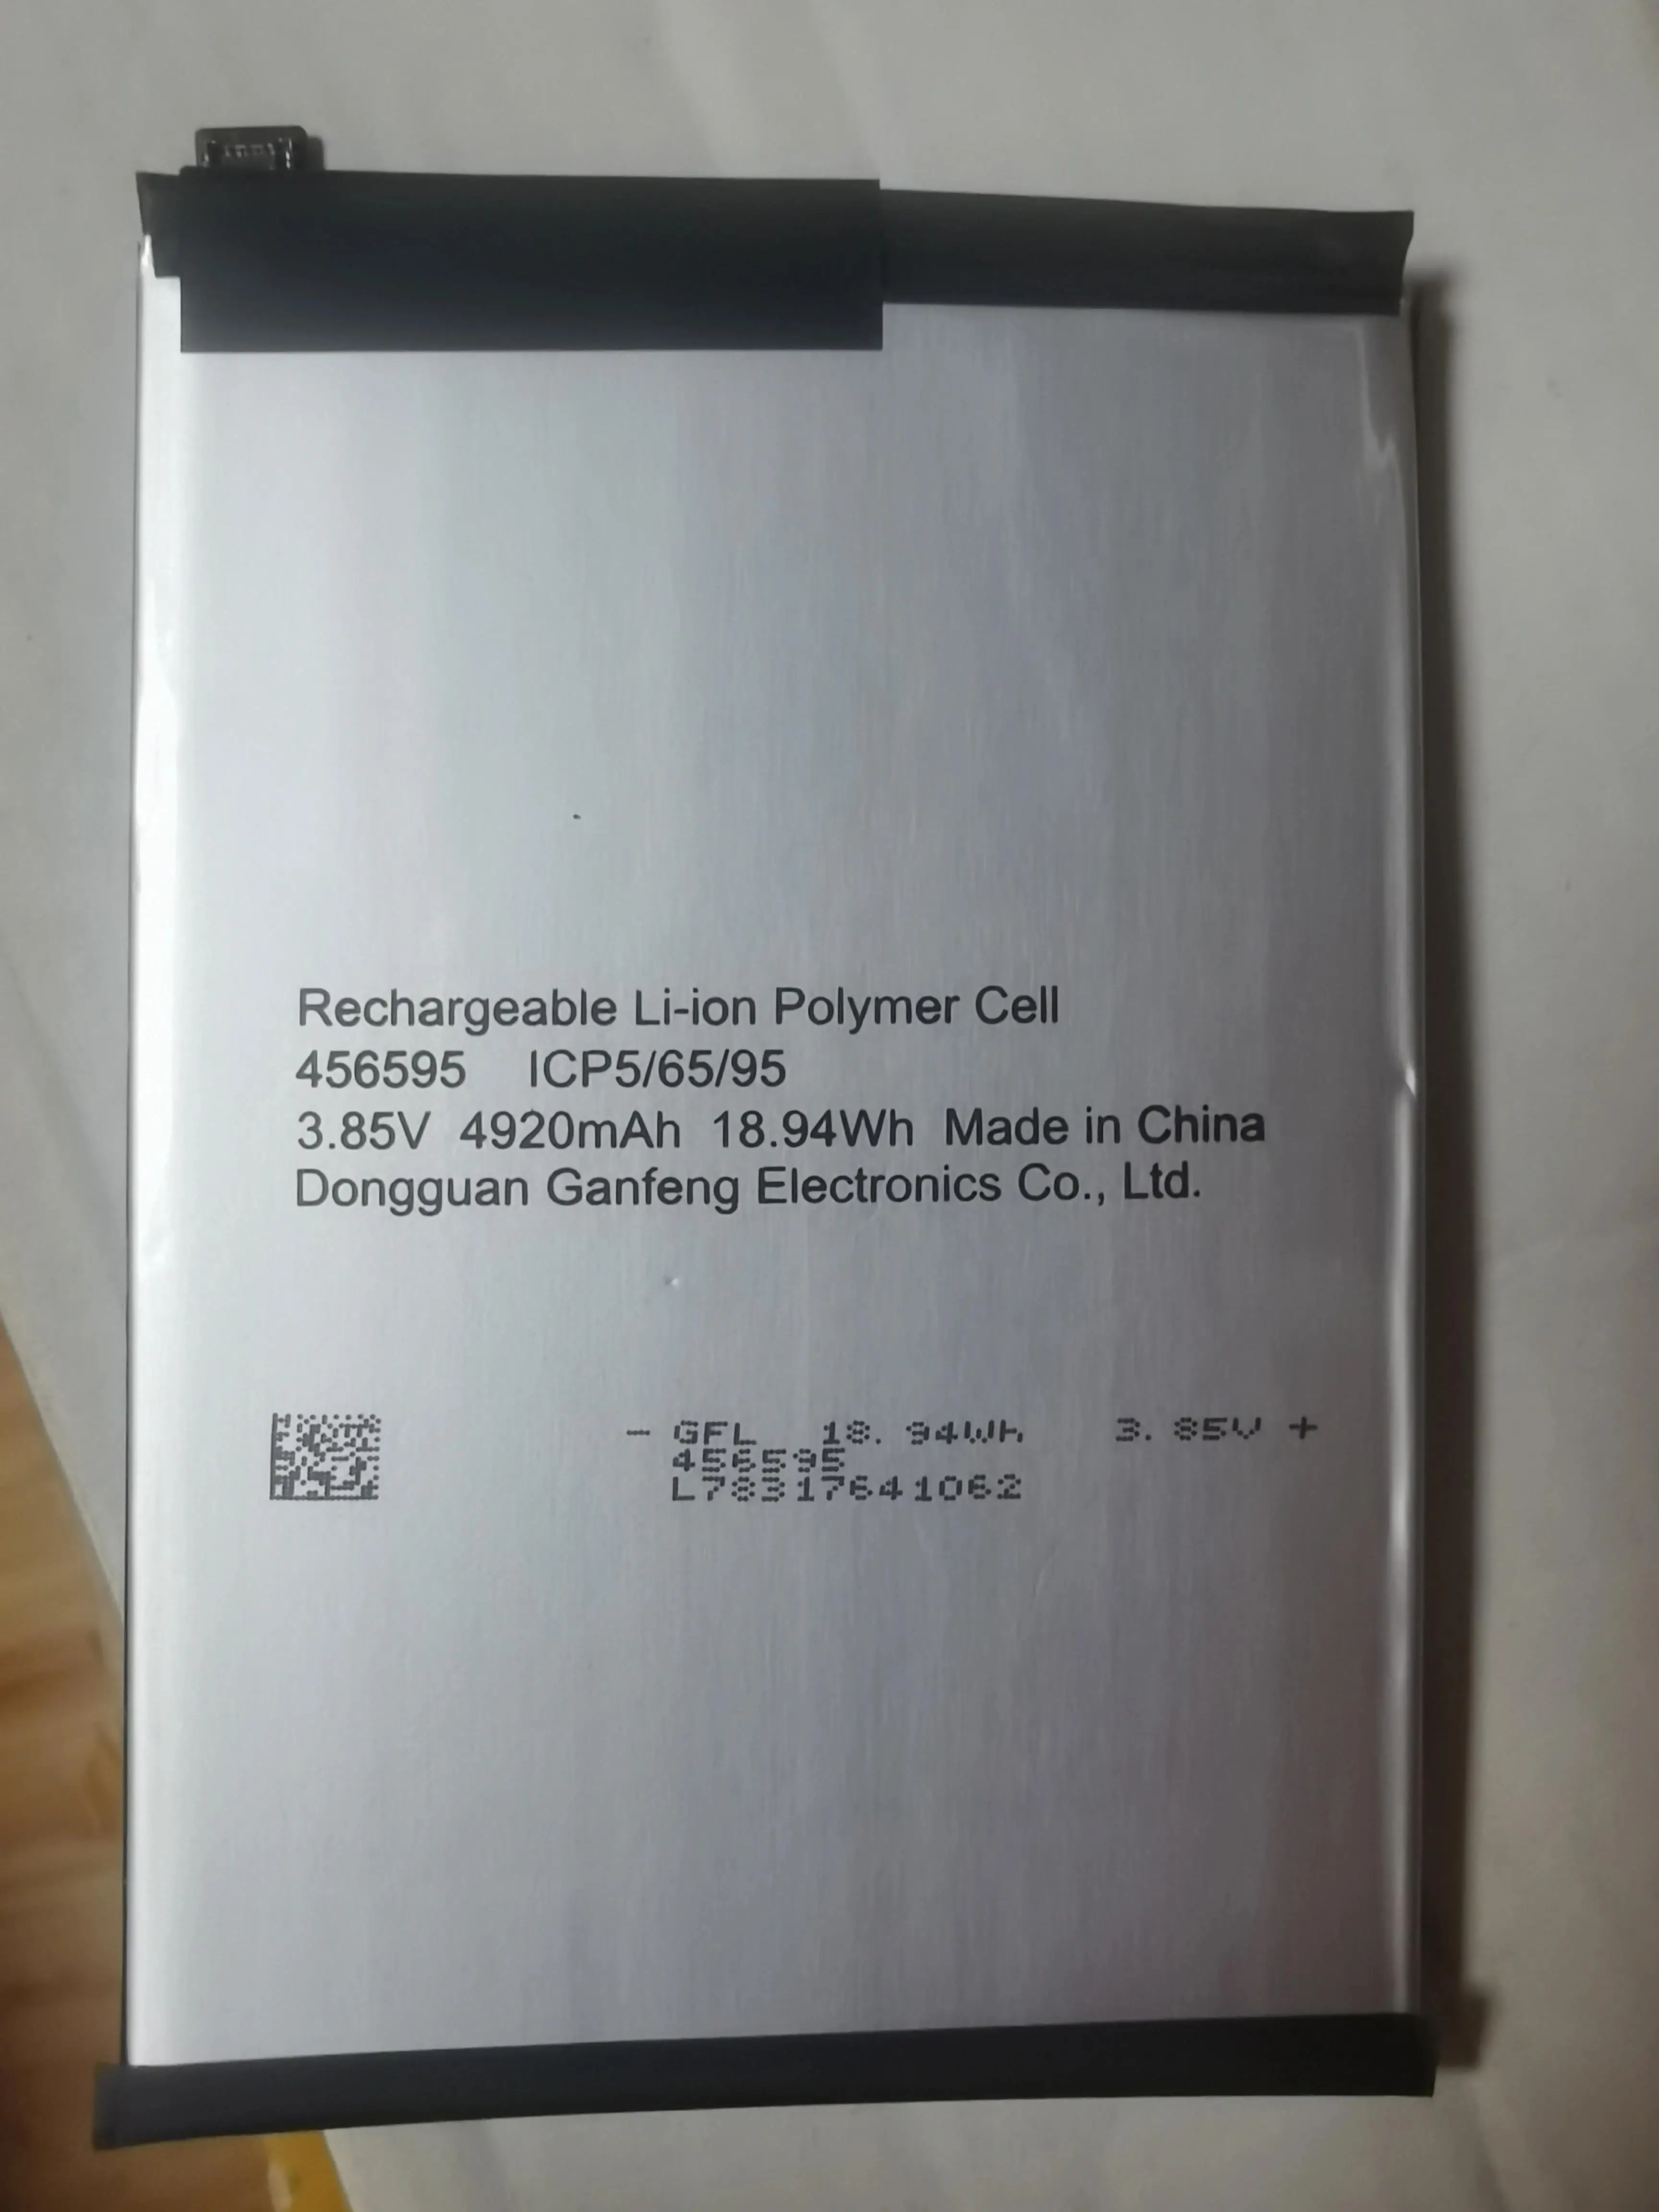 Rechargeable Li-ion Polymer Cell
456595 ICP5/65/95
3.85V 4920mAh 18.94Wh Made in China
Dongguan Ganfeng Electronics Co., Ltd.
- GFL 18.94Wh 3.85V +
456595
L78317641062